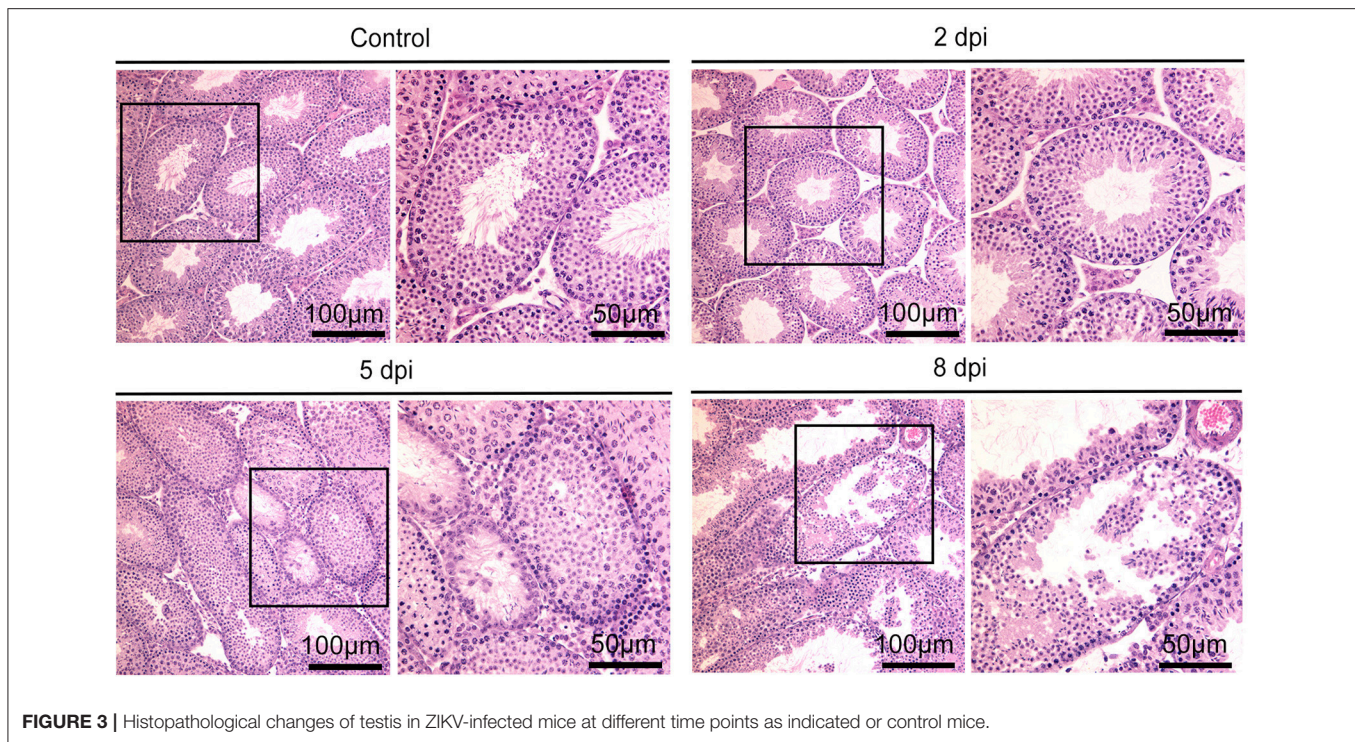 Control
2 dpi
100µm
50µm
100µm
50µm
5 dpi
8 dpi
100µm
50µm
100µm
50µm
FIGURE 3 | Histopathological changes of testis in ZIKV-infected mice at different time points as indicated or control mice.